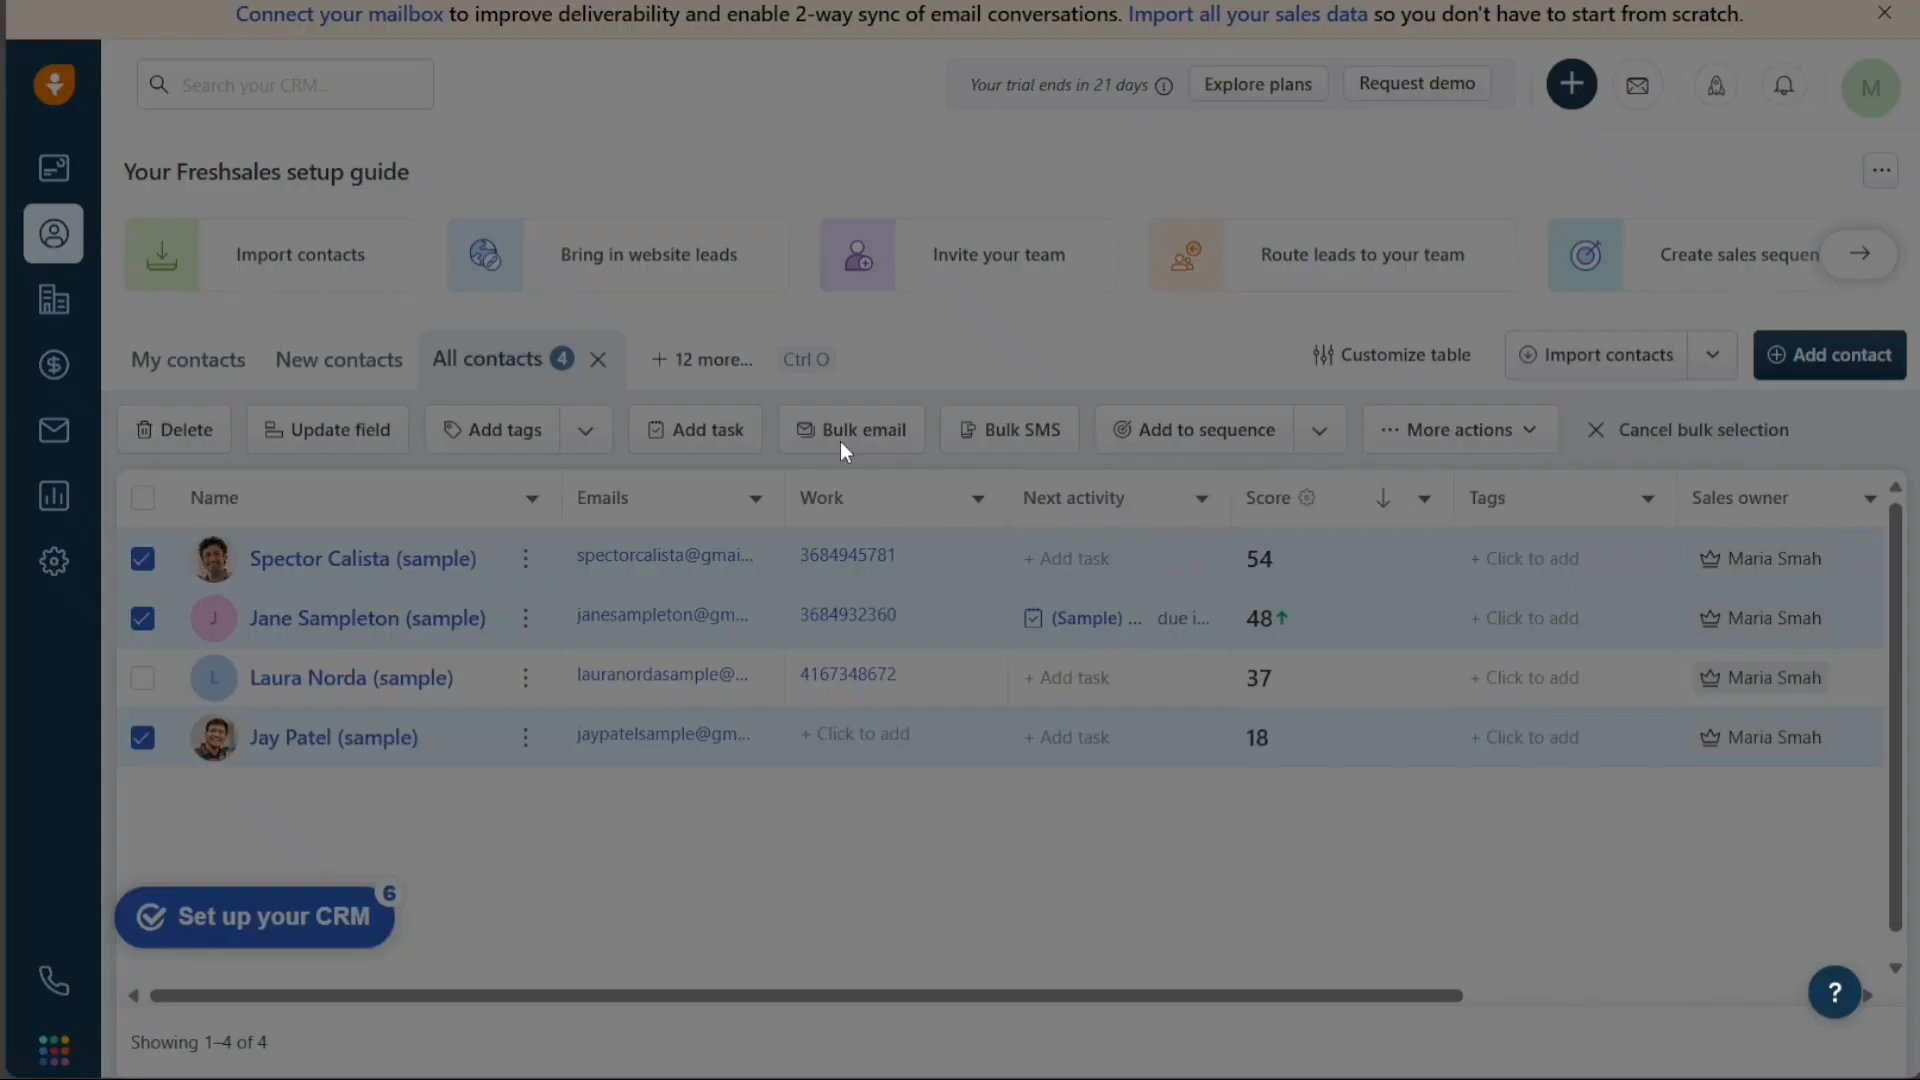 Connect your mailbox to improve deliverability and enable 2-way sync of email conversations. Import all your sales data so you don't have to start from scratch.
Search your CRM...
Your trial ends in 21 days
Explore plans
Request demo
M
Your Freshsales setup guide
Import contacts
Bring in website leads
Invite your team
Route leads to your team
Create sales sequen
My contacts
New contacts
All contacts 4
+ 12 more...
Ctrl O
Customize table
Import contacts
Add contact
Delete
Update field
Add tags
Add task
Bulk email
Bulk SMS
Add to sequence
More actions
Cancel bulk selection
Name Emails Work Next activity Score Tags Sales owner
Spector Calista (sample) spectorcalista@gmai... 3684945781 + Add task 54 + Click to add Maria Smah
J Jane Sampleton (sample) janesampleton@gm... 3684932360 (Sample) ... due i... 48 + Click to add Maria Smah
L Laura Norda (sample) lauranordasample@... 4167348672 + Add task 37 + Click to add Maria Smah
Jay Patel (sample) jaypatelsample@gm... + Click to add + Add task 18 + Click to add Maria Smah
Set up your CRM 6
?
Showing 1–4 of 4